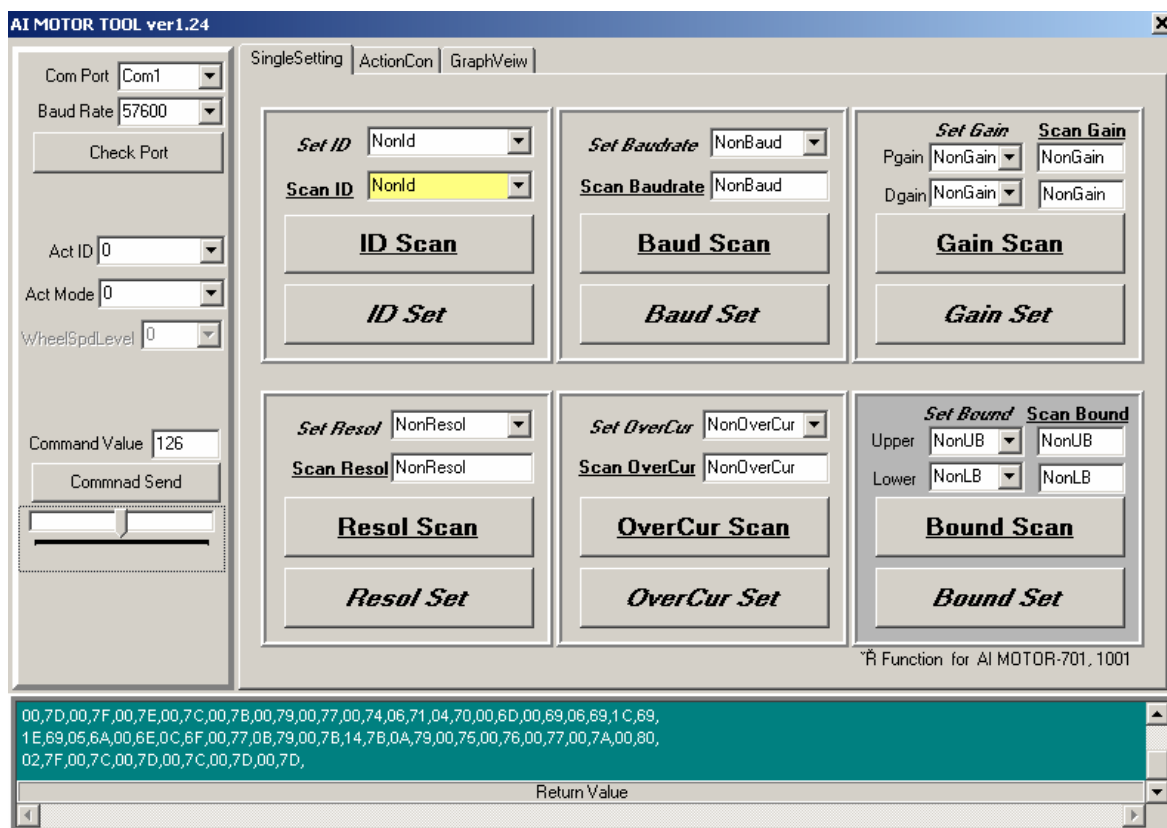 AI MOTOR TOOL ver1.24
Com Port Com1
Baud Rate 57600
Check Port
Act ID 0
Act Mode 0
WheelSpdLevel 0
Command Value 126
Commnad Send
SingleSetting ActionCon GraphVeiw
Set ID NonId
Scan ID NonId
ID Scan
ID Set
Set Baudrate NonBaud
Scan Baudrate NonBaud
Baud Scan
Baud Set
Set Gain Scan Gain
Pgain NonGain NonGain
Dgain NonGain NonGain
Gain Scan
Gain Set
Set Resol NonResol
Scan Resol NonResol
Resol Scan
Resol Set
Set OverCur NonOverCur
Scan OverCur NonOverCur
OverCur Scan
OverCur Set
Set Bound Scan Bound
Upper NonUB NonUB
Lower NonLB NonLB
Bound Scan
Bound Set
ˇŘ Function for AI MOTOR-701, 1001
00,7D,00,7F,00,7E,00,7C,00,7B,00,79,00,77,00,74,06,71,04,70,00,6D,00,69,06,69,1C,69,
1E,69,05,6A,00,6E,0C,6F,00,77,0B,79,00,7B,14,7B,0A,79,00,75,00,76,00,77,00,7A,00,80,
02,7F,00,7C,00,7D,00,7C,00,7D,00,7D,
Return Value